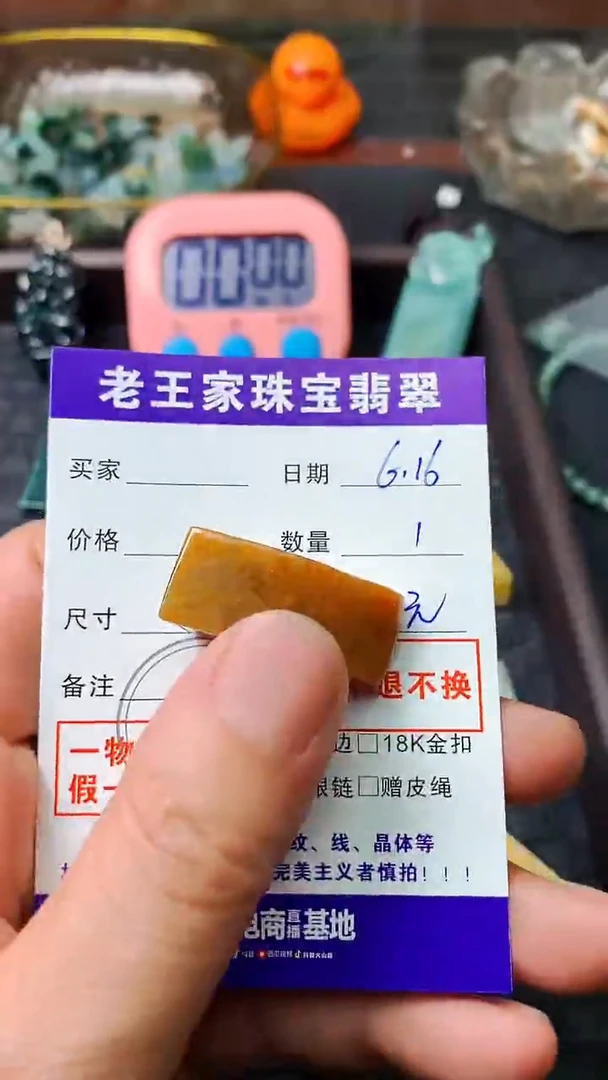 老王家珠宝翡翠
买家 日期 6.16
价格 数量 1
尺寸 元
备注 退不换
一物 边□18K金扣
假一 银链□赠皮绳
纹、线、晶体等
完美主义者慎拍！！！
电商直播基地